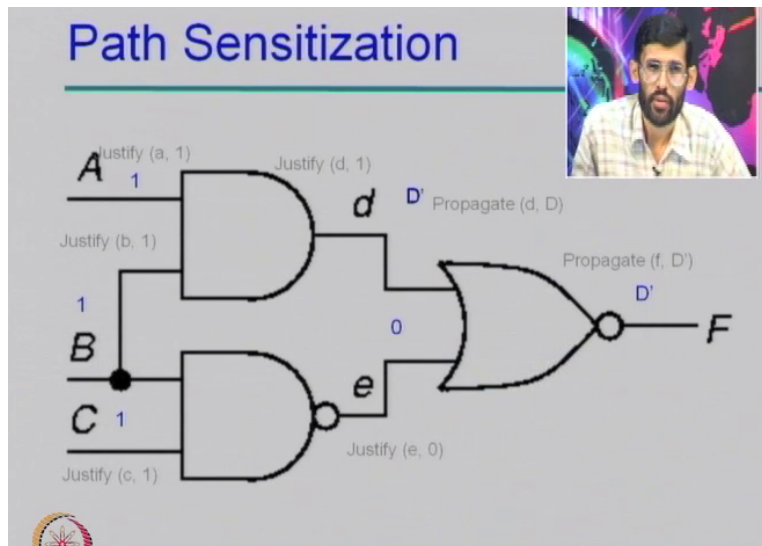 Path Sensitization
Justify (a, 1)
A
1
Justify (d, 1)
d
D'
Propagate (d, D)
Justify (b, 1)
Propagate (f, D')
1
D'
0
F
B
e
C
1
Justify (e, 0)
Justify (c, 1)